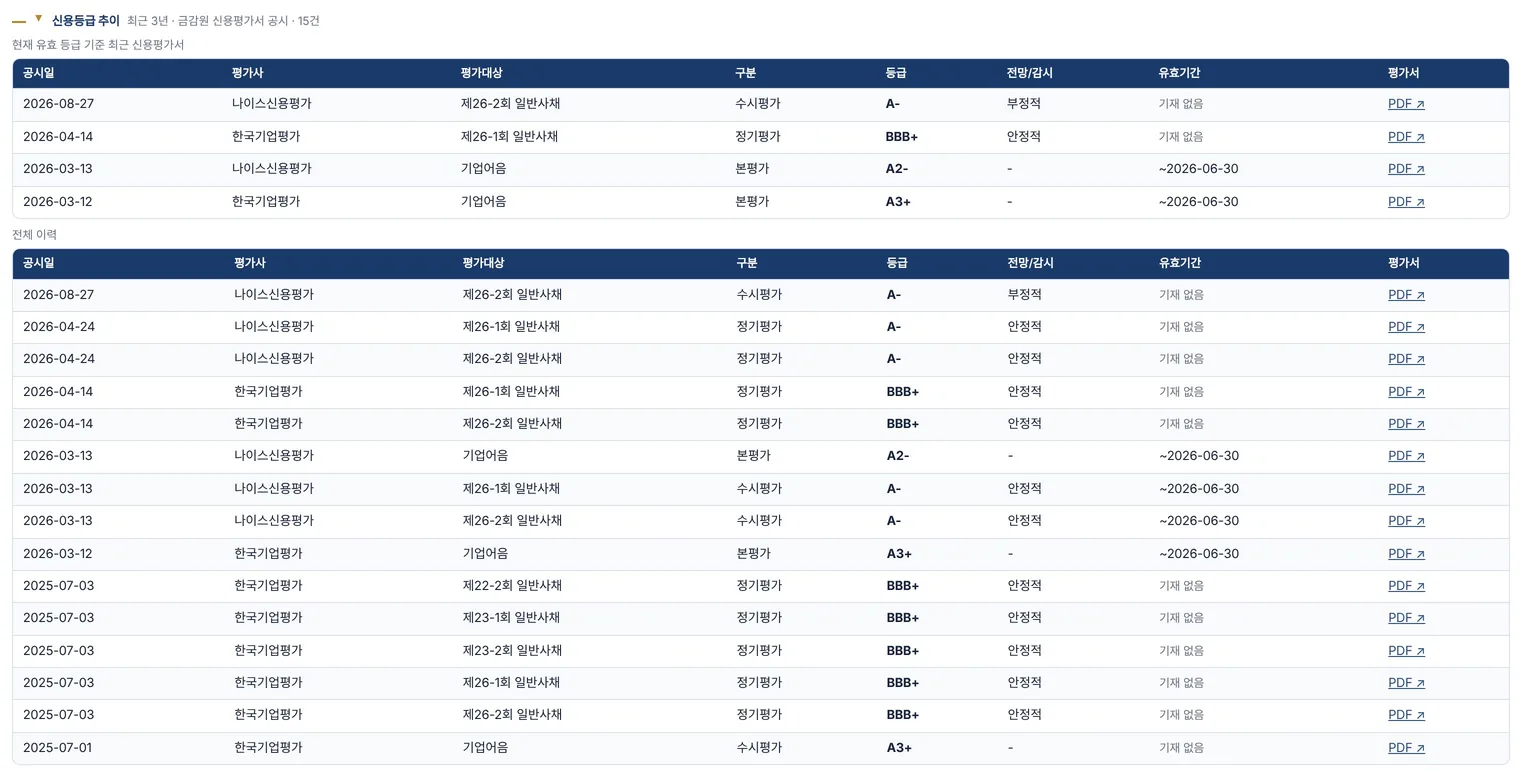 신용등급 추이 최근 3년 · 금감원 신용평가서 공시 · 15건
현재 유효 등급 기준 최근 신용평가서
공시일 평가사 평가대상 구분 등급 전망/감시 유효기간 평가서
2026-08-27 나이스신용평가 제26-2회 일반사채 수시평가 A- 부정적 기재 없음 PDF ↗
2026-04-14 한국기업평가 제26-1회 일반사채 정기평가 BBB+ 안정적 기재 없음 PDF ↗
2026-03-13 나이스신용평가 기업어음 본평가 A2- - ~2026-06-30 PDF ↗
2026-03-12 한국기업평가 기업어음 본평가 A3+ - ~2026-06-30 PDF ↗
전체 이력
공시일 평가사 평가대상 구분 등급 전망/감시 유효기간 평가서
2026-08-27 나이스신용평가 제26-2회 일반사채 수시평가 A- 부정적 기재 없음 PDF ↗
2026-04-24 나이스신용평가 제26-1회 일반사채 정기평가 A- 안정적 기재 없음 PDF ↗
2026-04-24 나이스신용평가 제26-2회 일반사채 정기평가 A- 안정적 기재 없음 PDF ↗
2026-04-14 한국기업평가 제26-1회 일반사채 정기평가 BBB+ 안정적 기재 없음 PDF ↗
2026-04-14 한국기업평가 제26-2회 일반사채 정기평가 BBB+ 안정적 기재 없음 PDF ↗
2026-03-13 나이스신용평가 기업어음 본평가 A2- - ~2026-06-30 PDF ↗
2026-03-13 나이스신용평가 제26-1회 일반사채 수시평가 A- 안정적 ~2026-06-30 PDF ↗
2026-03-13 나이스신용평가 제26-2회 일반사채 수시평가 A- 안정적 ~2026-06-30 PDF ↗
2026-03-12 한국기업평가 기업어음 본평가 A3+ - ~2026-06-30 PDF ↗
2025-07-03 한국기업평가 제22-2회 일반사채 정기평가 BBB+ 안정적 기재 없음 PDF ↗
2025-07-03 한국기업평가 제23-1회 일반사채 정기평가 BBB+ 안정적 기재 없음 PDF ↗
2025-07-03 한국기업평가 제23-2회 일반사채 정기평가 BBB+ 안정적 기재 없음 PDF ↗
2025-07-03 한국기업평가 제26-1회 일반사채 정기평가 BBB+ 안정적 기재 없음 PDF ↗
2025-07-03 한국기업평가 제26-2회 일반사채 정기평가 BBB+ 안정적 기재 없음 PDF ↗
2025-07-01 한국기업평가 기업어음 수시평가 A3+ - 기재 없음 PDF ↗